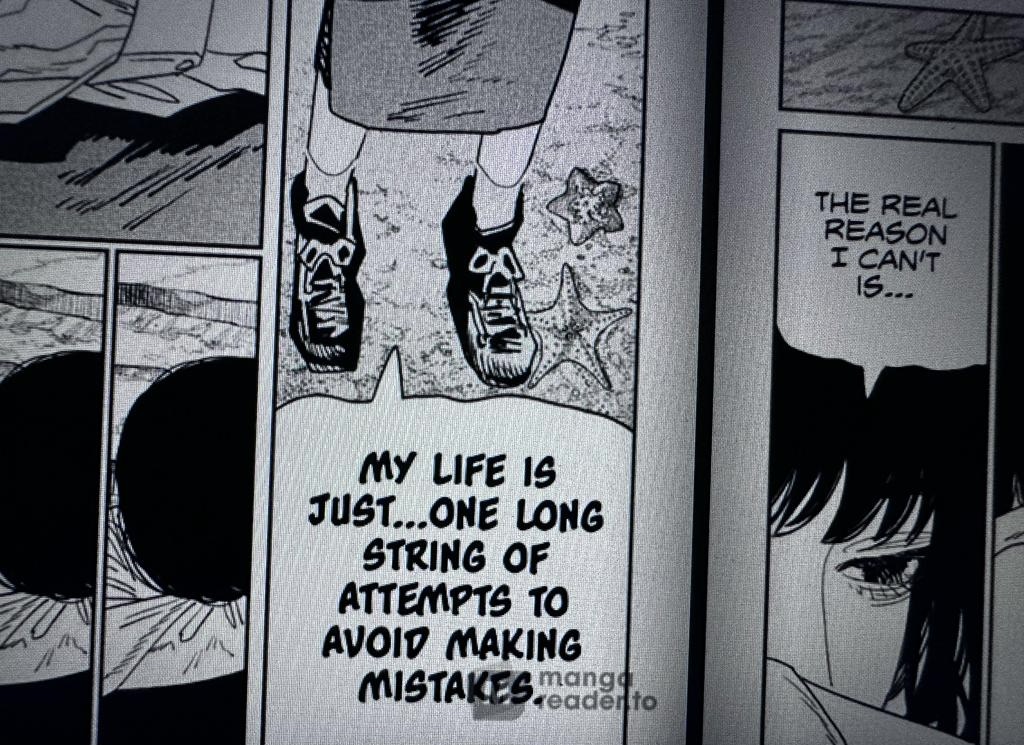 THE REAL
REASON
I CAN'T
IS...
MY LIFE IS
JUST...ONE LONG
STRING OF
ATTEMPTS TO
AVOID MAKING
MISTAKES.
manga
reader.to